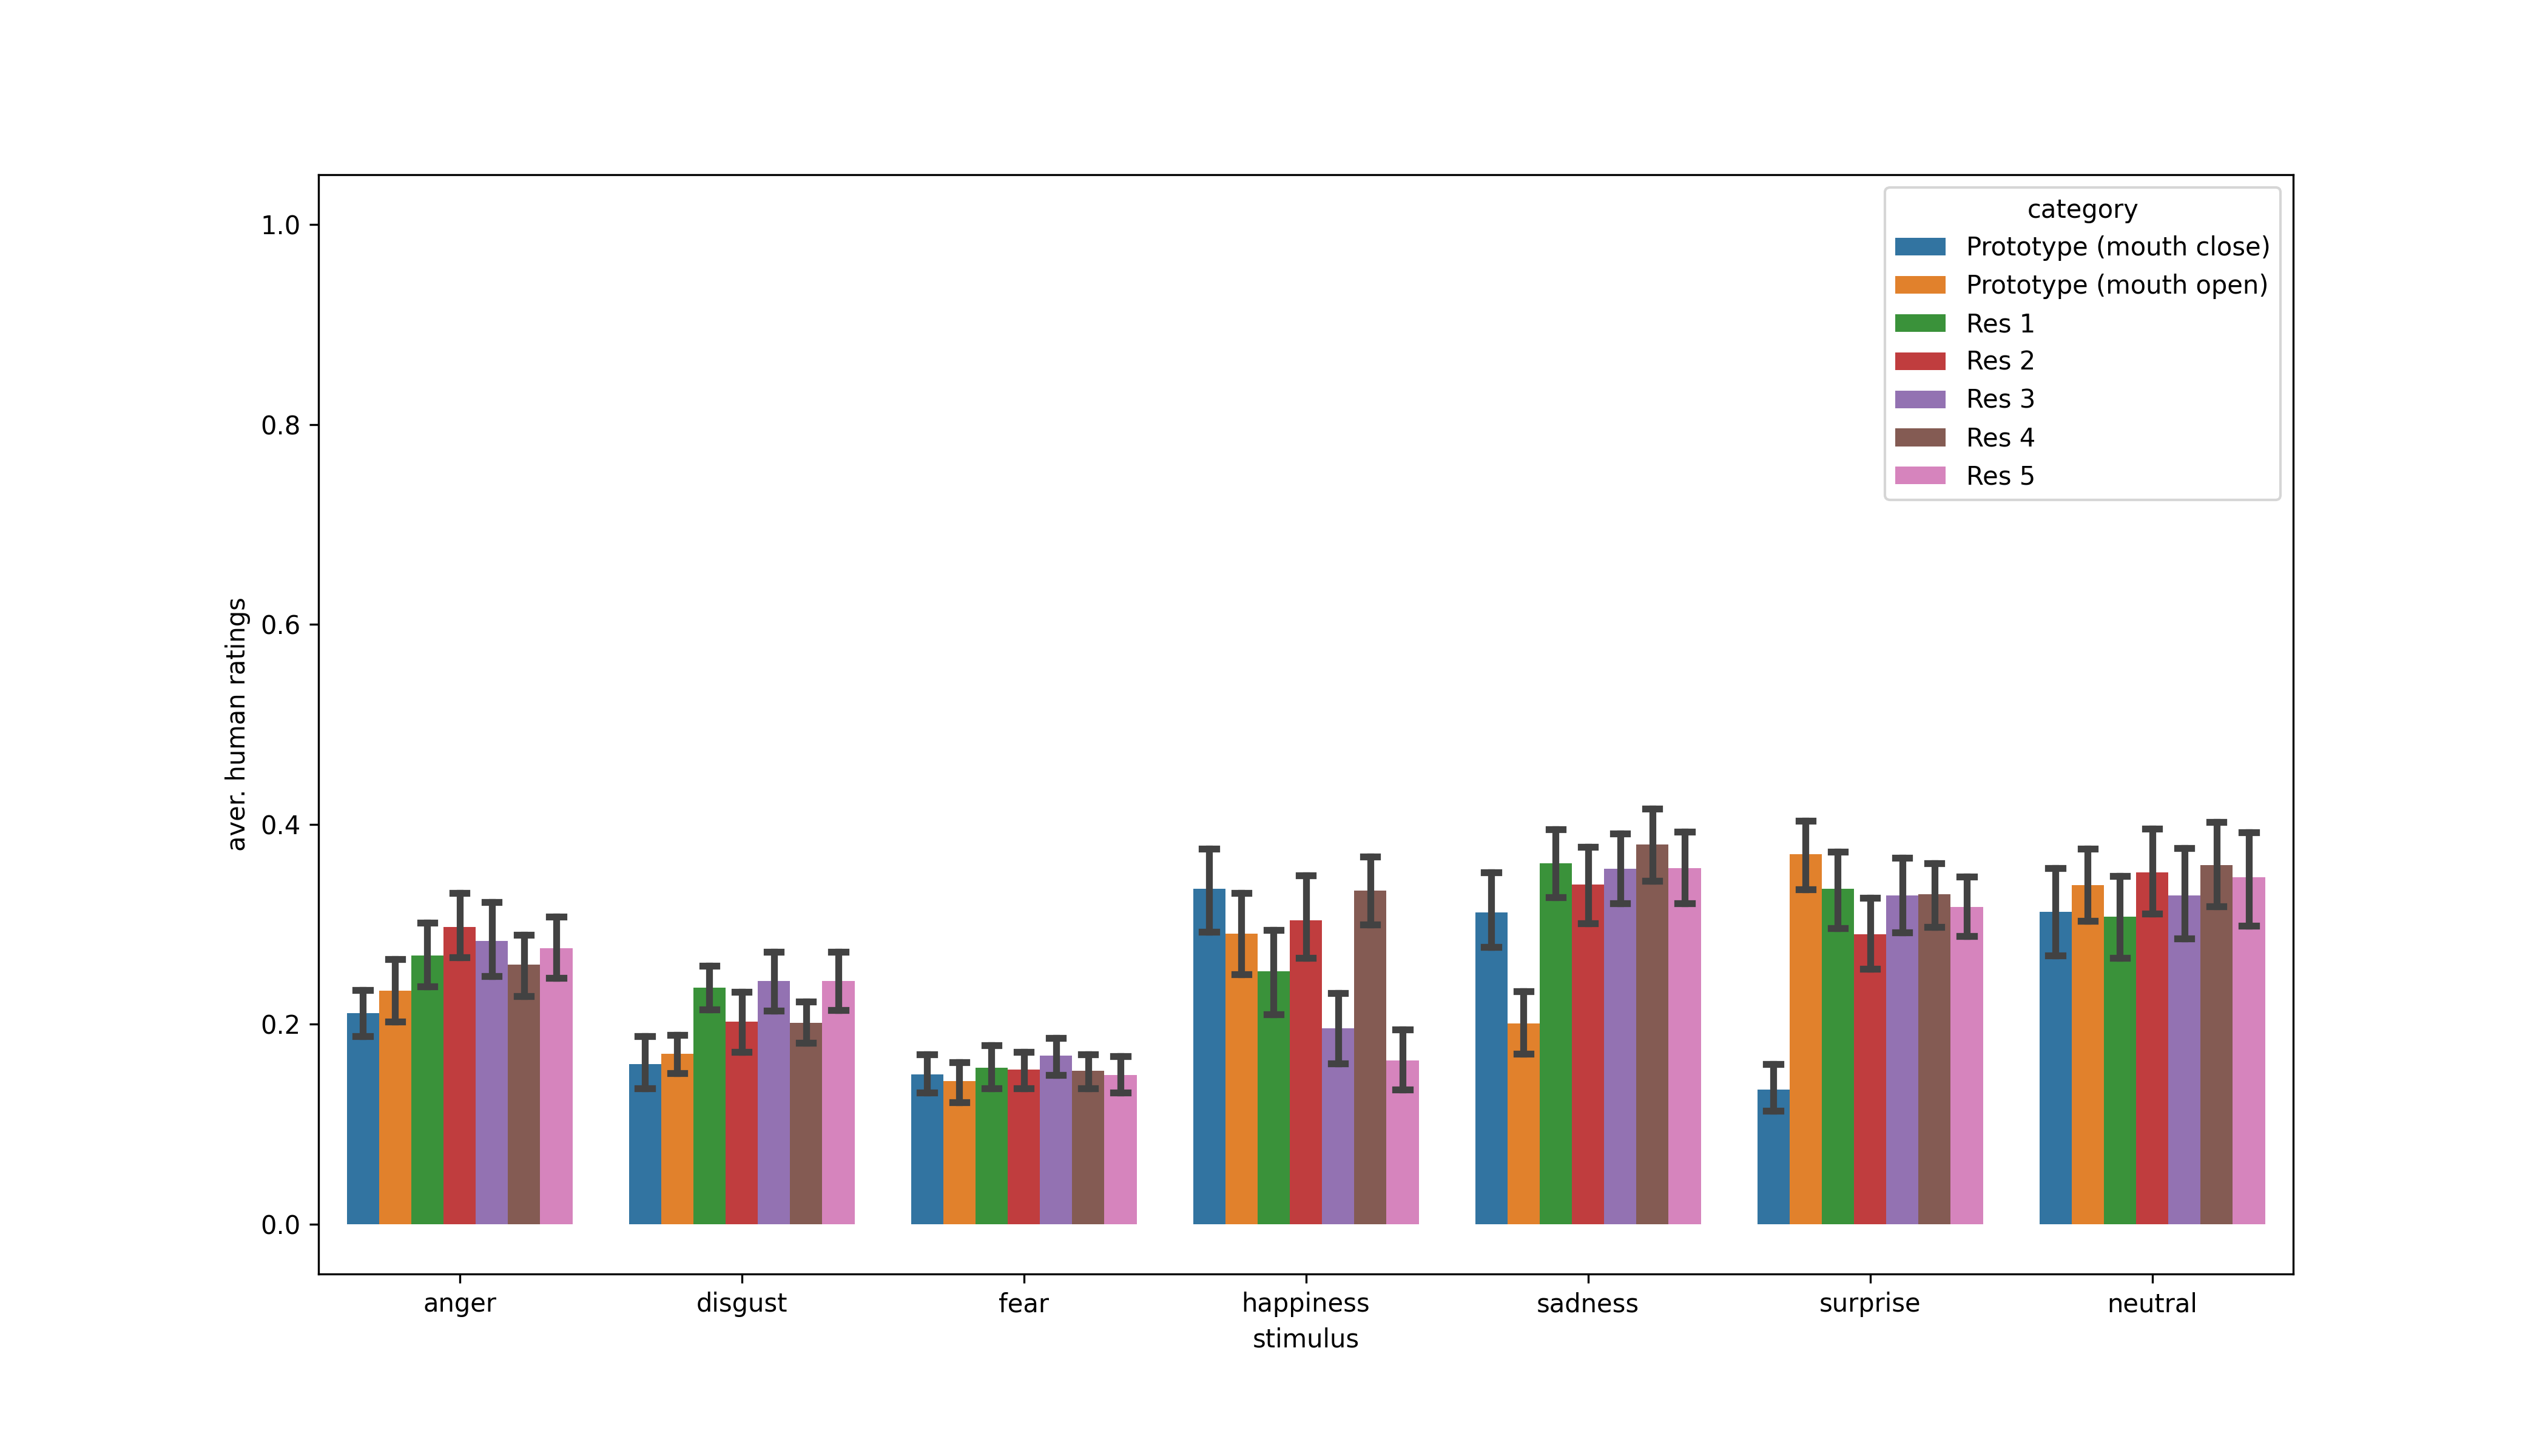 category
Prototype (mouth close)
Prototype (mouth open)
Res 1
Res 2
Res 3
Res 4
Res 5
1.0
0.8
0.6
0.4
0.2
0.0
aver. human ratings
anger disgust fear happiness sadness surprise neutral
stimulus